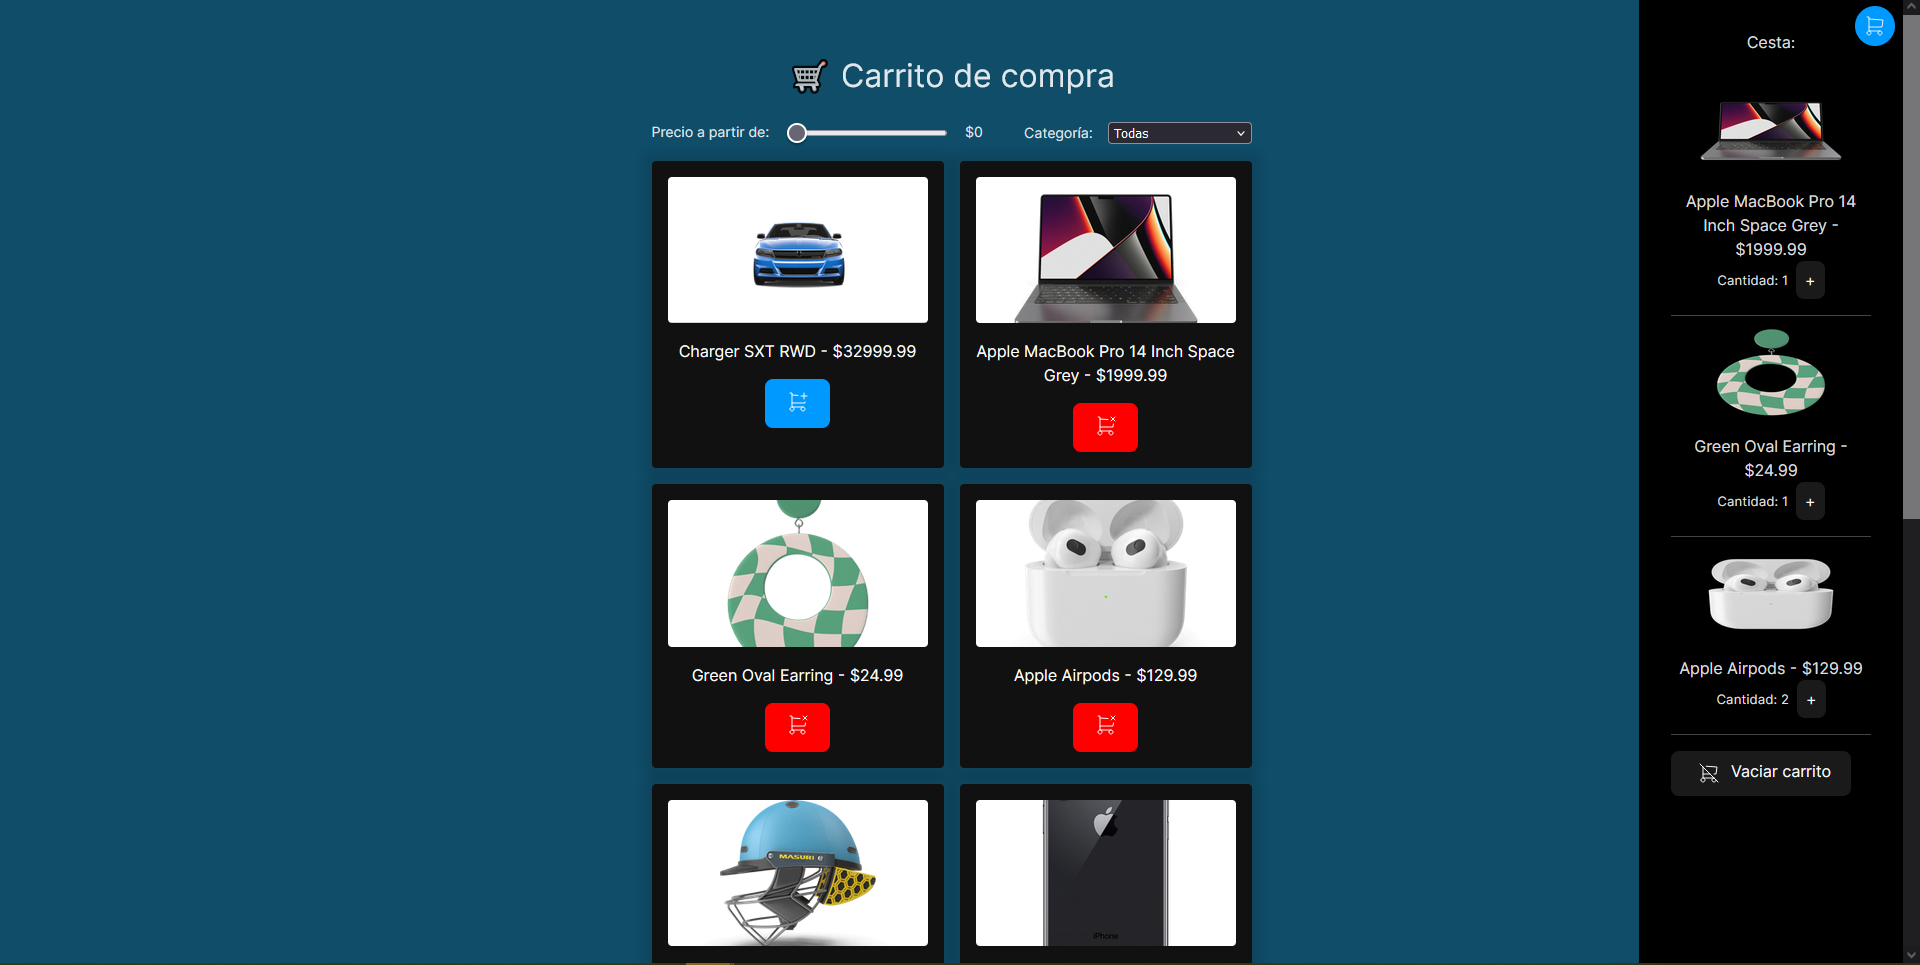 Carrito de compra
Precio a partir de:
$0
Categoría:
Todas
Charger SXT RWD - $32999.99
Apple MacBook Pro 14 Inch Space
Grey - $1999.99
Green Oval Earring - $24.99
Apple Airpods - $129.99
MASURI
iPhone
Cesta:
Apple MacBook Pro 14
Inch Space Grey -
$1999.99
Cantidad: 1
+
Green Oval Earring -
$24.99
Cantidad: 1
+
Apple Airpods - $129.99
Cantidad: 2
+
Vaciar carrito